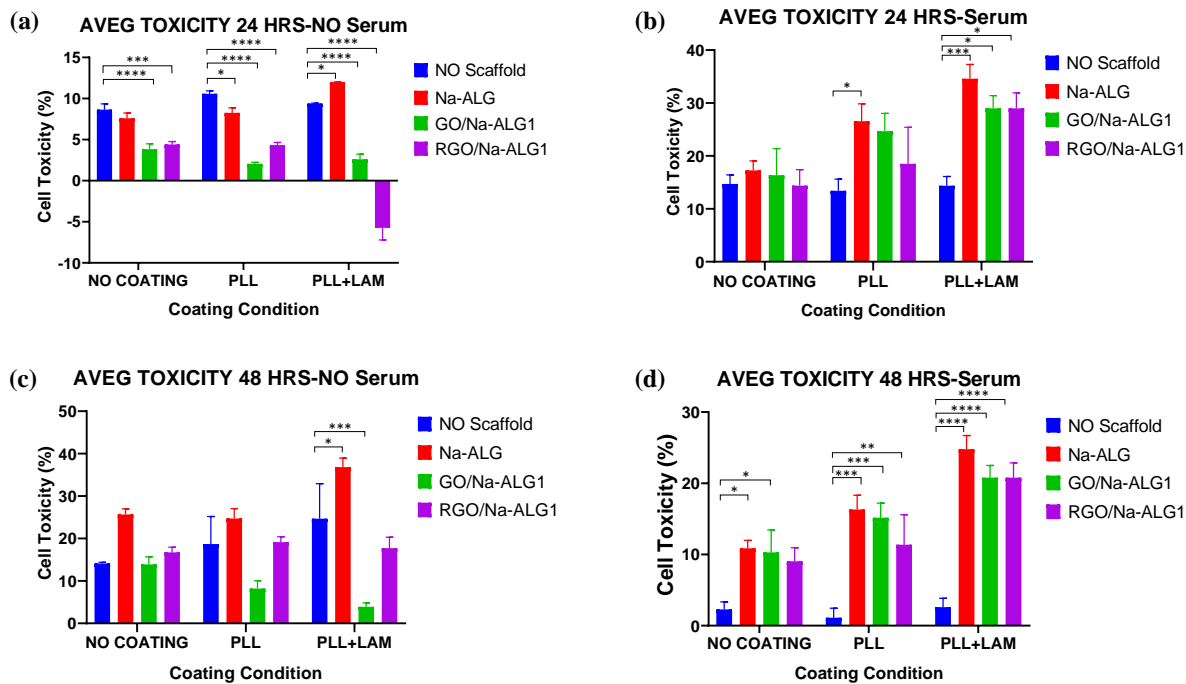 (a)
AVEG TOXICITY 24 HRS-NO Serum
****
****
****
***
****
****
*
*
NO Scaffold
Na-ALG
GO/Na-ALG1
RGO/Na-ALG1
Cell Toxicity (%)
15
10
5
0
-5
-10
NO COATING
PLL
PLL+LAM
Coating Condition
(b)
AVEG TOXICITY 24 HRS-Serum
*
*
***
*
NO Scaffold
Na-ALG
GO/Na-ALG1
RGO/Na-ALG1
Cell Toxicity (%)
40
30
20
10
0
NO COATING
PLL
PLL+LAM
Coating Condition
(c)
AVEG TOXICITY 48 HRS-NO Serum
***
*
NO Scaffold
Na-ALG
GO/Na-ALG1
RGO/Na-ALG1
Cell Toxicity (%)
50
40
30
20
10
0
NO COATING
PLL
PLL+LAM
Coating Condition
(d)
AVEG TOXICITY 48 HRS-Serum
****
****
****
**
***
***
*
*
NO Scaffold
Na-ALG
GO/Na-ALG1
RGO/Na-ALG1
Cell Toxicity (%)
30
20
10
0
NO COATING
PLL
PLL+LAM
Coating Condition